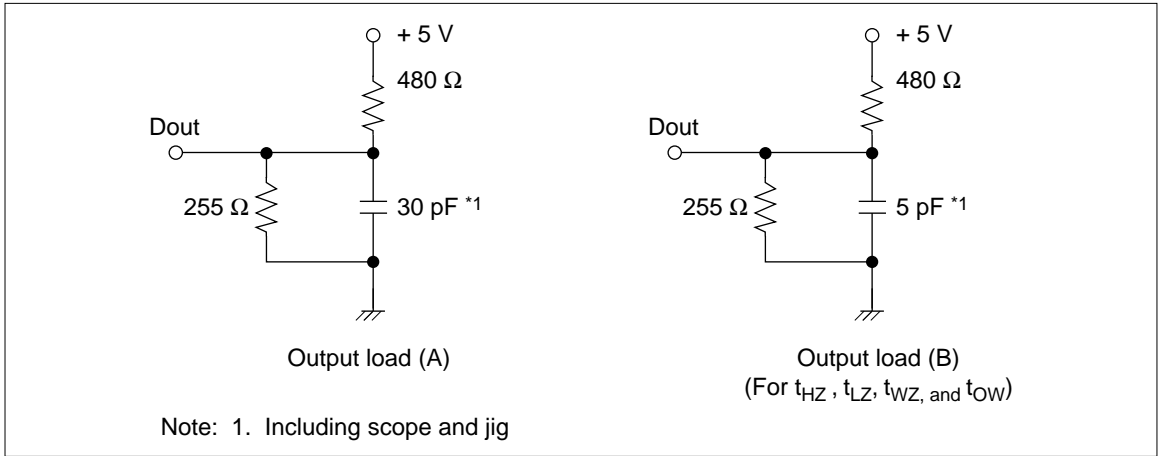 + 5 V
480 Ω
Dout
255 Ω
30 pF *1
Output load (A)
+ 5 V
480 Ω
Dout
255 Ω
5 pF *1
Output load (B)
(For tHZ , tLZ, tWZ, and tOW)
Note: 1. Including scope and jig